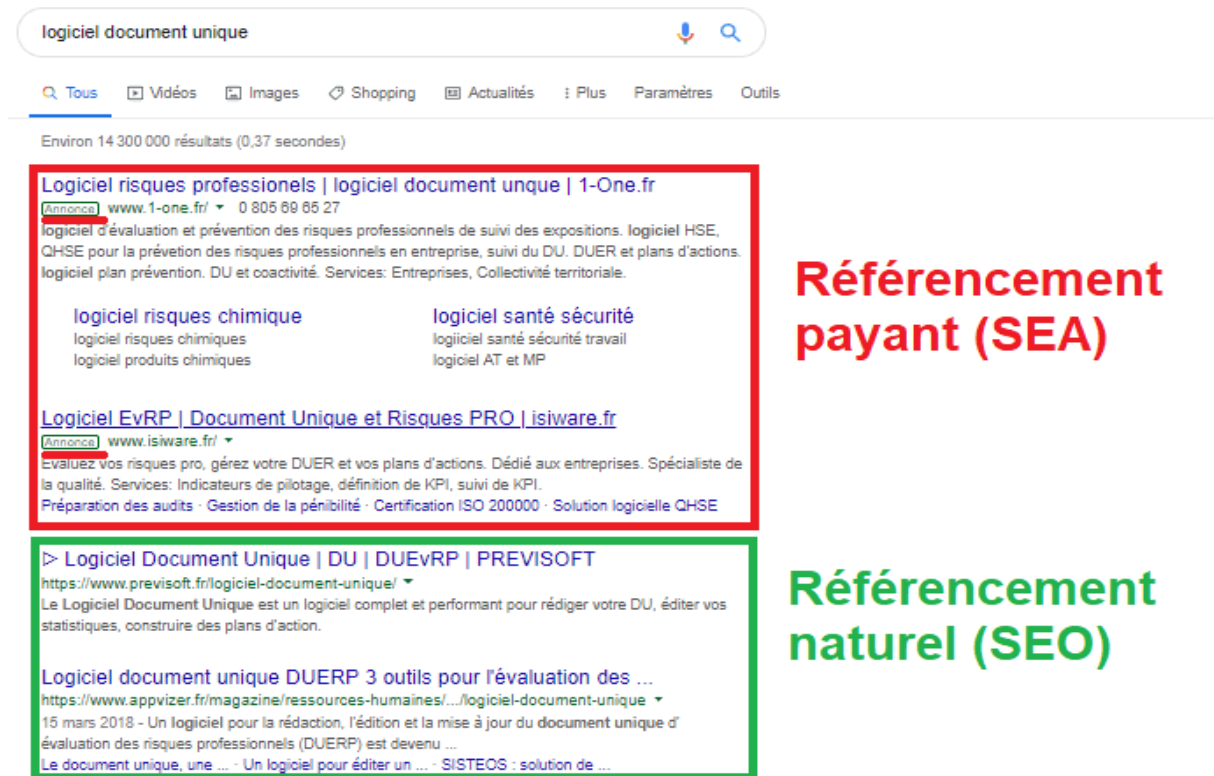 logiciel document unique
Tous Vidéos Images Shopping Actualités Plus Paramètres Outils
Environ 14 300 000 résultats (0,37 secondes)
Logiciel risques professionels | logiciel document unque | 1-One.fr
Annonce www.1-one.fr/ 0 805 69 65 27
logiciel d'évaluation et prévention des risques professionnels de suivi des expositions. logiciel HSE,
QHSE pour la prévetion des risques professionnels en entreprise, suivi du DU. DUER et plans d'actions.
logiciel plan prévention. DU et coactivité. Services: Entreprises, Collectivité territoriale.
logiciel risques chimique
logiciel risques chimiques
logiciel produits chimiques
logiciel santé sécurité
logiiciel santé sécurité travail
logiciel AT et MP
Référencement
payant (SEA)
Logiciel EvRP | Document Unique et Risques PRO | isiware.fr
Annonce www.isiware.fr/
Evaluez vos risques pro, gérez votre DUER et vos plans d'actions. Dédié aux entreprises. Spécialiste de
la qualité. Services: Indicateurs de pilotage, définition de KPI, suivi de KPI.
Préparation des audits · Gestion de la pénibilité · Certification ISO 200000 · Solution logicielle QHSE
▷ Logiciel Document Unique | DU | DUEvRP | PREVISOFT
https://www.previsoft.fr/logiciel-document-unique/
Le Logiciel Document Unique est un logiciel complet et performant pour rédiger votre DU, éditer vos
statistiques, construire des plans d'action.
Référencement
naturel (SEO)
Logiciel document unique DUERP 3 outils pour l'évaluation des ...
https://www.appvizer.fr/magazine/ressources-humaines/.../logiciel-document-unique
15 mars 2018 - Un logiciel pour la rédaction, l'édition et la mise à jour du document unique d'
évaluation des risques professionnels (DUERP) est devenu ...
Le document unique, une ... · Un logiciel pour éditer un ... · SISTEOS : solution de ...